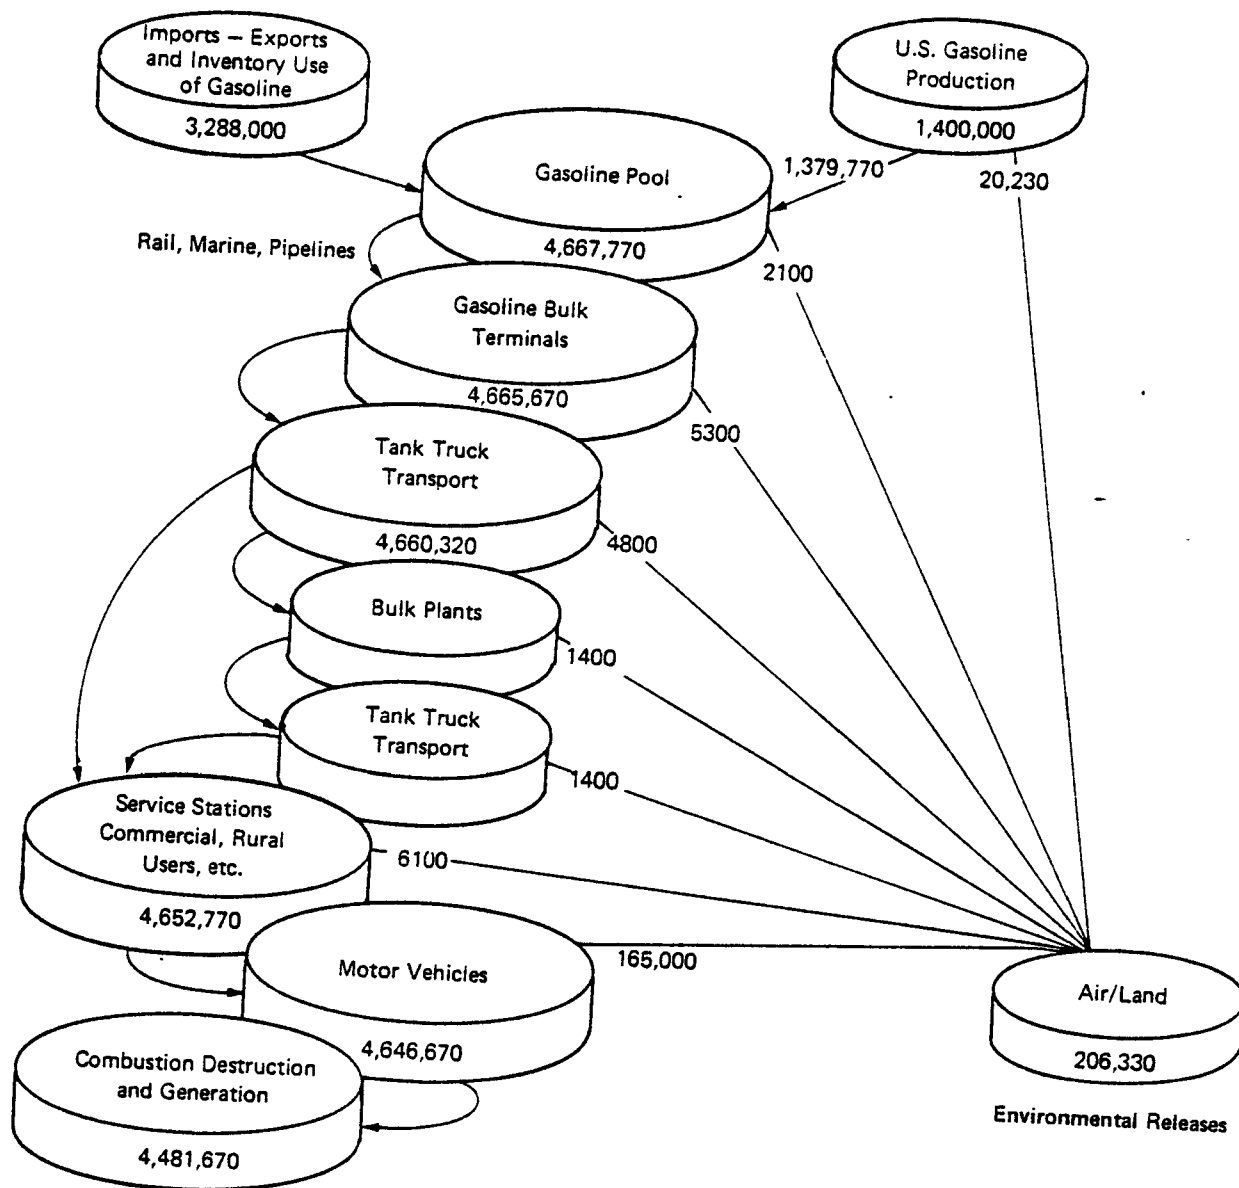 Imports – Exports
and Inventory Use
of Gasoline
3,288,000
U.S. Gasoline
Production
1,400,000
Gasoline Pool
4,667,770
1,379,770
20,230
2100
Rail, Marine, Pipelines
Gasoline Bulk
Terminals
4,665,670
5300
Tank Truck
Transport
4,660,320
4800
Bulk Plants
1400
Tank Truck
Transport
1400
Service Stations
Commercial, Rural
Users, etc.
4,652,770
6100
Motor Vehicles
4,646,670
165,000
Air/Land
206,330
Environmental Releases
Combustion Destruction
and Generation
4,481,670